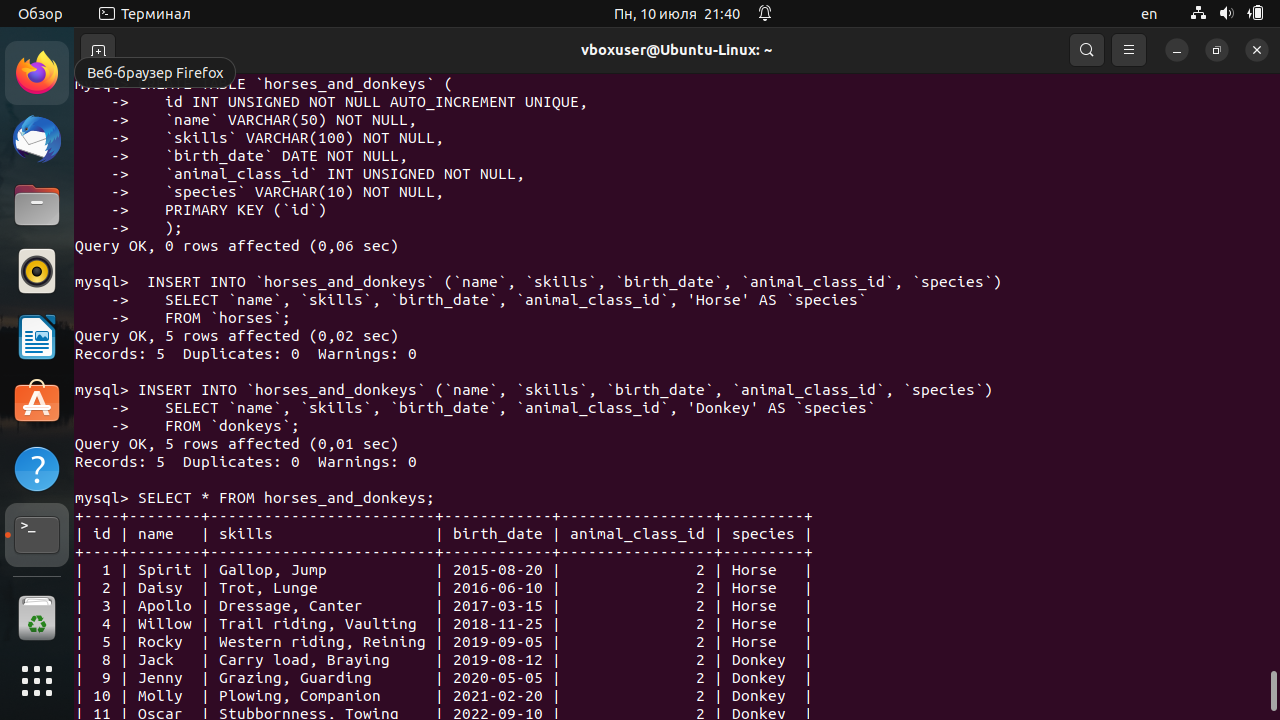 Обзор
Терминал
Пн, 10 июля 21:40
en
vboxuser@Ubuntu-Linux: ~
Веб-браузер Firefox
mysql> CREATE TABLE `horses_and_donkeys` (
    ->    id INT UNSIGNED NOT NULL AUTO_INCREMENT UNIQUE,
    ->    `name` VARCHAR(50) NOT NULL,
    ->    `skills` VARCHAR(100) NOT NULL,
    ->    `birth_date` DATE NOT NULL,
    ->    `animal_class_id` INT UNSIGNED NOT NULL,
    ->    `species` VARCHAR(10) NOT NULL,
    ->    PRIMARY KEY (`id`)
    ->    );
Query OK, 0 rows affected (0,06 sec)
mysql>  INSERT INTO `horses_and_donkeys` (`name`, `skills`, `birth_date`, `animal_class_id`, `species`)
    ->    SELECT `name`, `skills`, `birth_date`, `animal_class_id`, 'Horse' AS `species`
    ->    FROM `horses`;
Query OK, 5 rows affected (0,02 sec)
Records: 5  Duplicates: 0  Warnings: 0
mysql> INSERT INTO `horses_and_donkeys` (`name`, `skills`, `birth_date`, `animal_class_id`, `species`)
    ->    SELECT `name`, `skills`, `birth_date`, `animal_class_id`, 'Donkey' AS `species`
    ->    FROM `donkeys`;
Query OK, 5 rows affected (0,01 sec)
Records: 5  Duplicates: 0  Warnings: 0
mysql> SELECT * FROM horses_and_donkeys;
+----+--------+-------------------------+------------+-----------------+---------+
| id | name   | skills                  | birth_date | animal_class_id | species |
+----+--------+-------------------------+------------+-----------------+---------+
|  1 | Spirit | Gallop, Jump            | 2015-08-20 |               2 | Horse   |
|  2 | Daisy  | Trot, Lunge             | 2016-06-10 |               2 | Horse   |
|  3 | Apollo | Dressage, Canter        | 2017-03-15 |               2 | Horse   |
|  4 | Willow | Trail riding, Vaulting  | 2018-11-25 |               2 | Horse   |
|  5 | Rocky  | Western riding, Reining | 2019-09-05 |               2 | Horse   |
|  8 | Jack   | Carry load, Braying     | 2019-08-12 |               2 | Donkey  |
|  9 | Jenny  | Grazing, Guarding       | 2020-05-05 |               2 | Donkey  |
| 10 | Molly  | Plowing, Companion      | 2021-02-20 |               2 | Donkey  |
| 11 | Oscar  | Stubbornness, Towing    | 2022-09-10 |               2 | Donkey  |